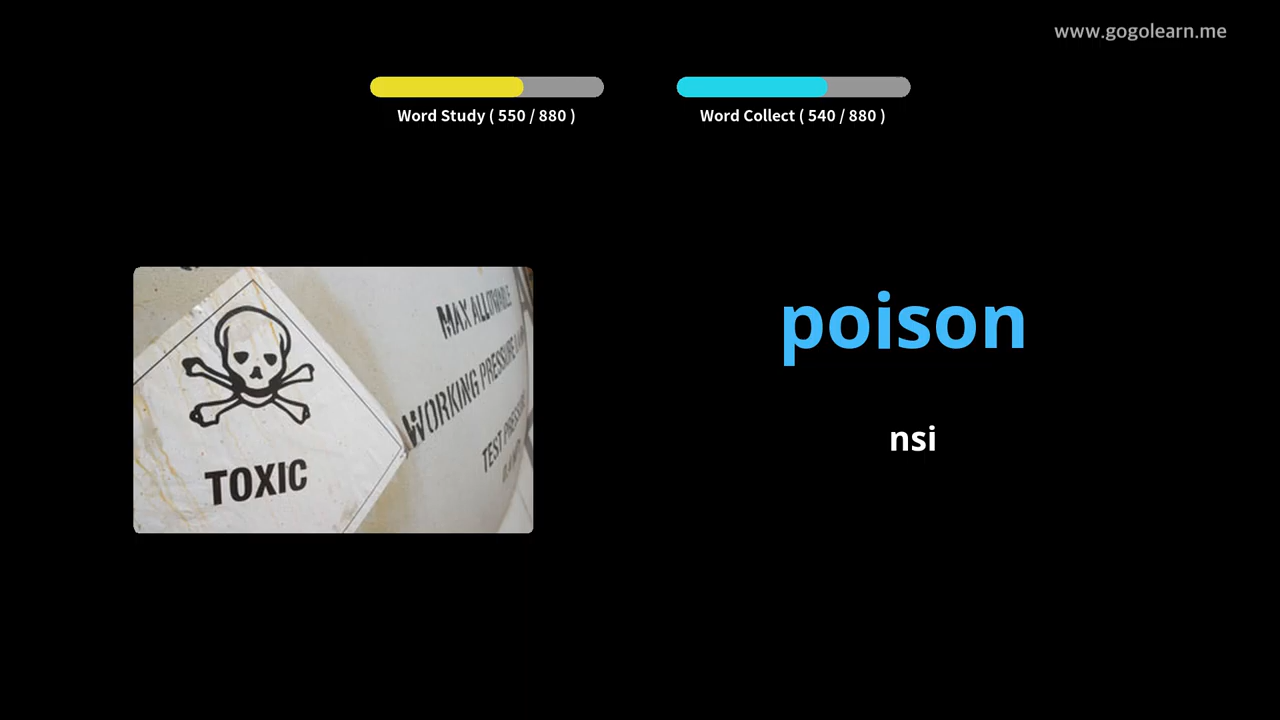 www.gogolearn.me
Word Study ( 550 / 880 )
Word Collect ( 540 / 880 )
MAX ALLOWABLE
WORKING PRESSURE
TEST PRESSURE
TOXIC
poison
nsi